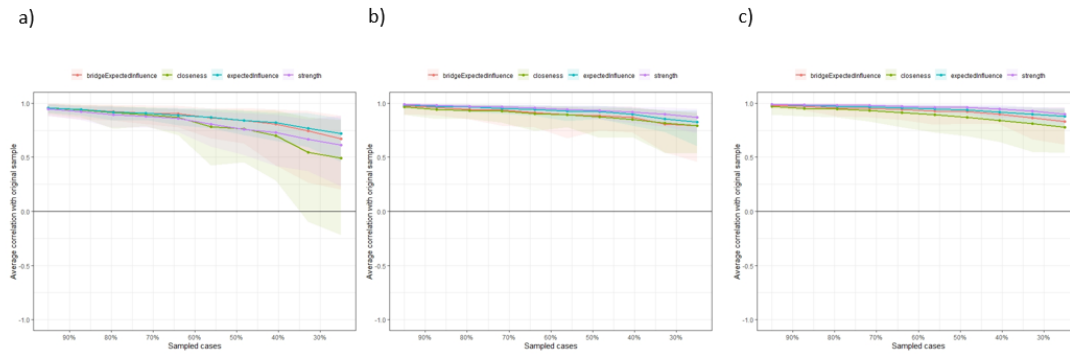 a)
b)
c)
bridgeExpectedInfluence closeness expectedInfluence strength
bridgeExpectedInfluence closeness expectedInfluence strength
bridgeExpectedInfluence closeness expectedInfluence strength
Average correlation with original sample
1.0
0.5
0.0
-0.5
-1.0
90% 80% 70% 60% 50% 40% 30%
Sampled cases
Average correlation with original sample
1.0
0.5
0.0
-0.5
-1.0
90% 80% 70% 60% 50% 40% 30%
Sampled cases
Average correlation with original sample
1.0
0.5
0.0
-0.5
-1.0
90% 80% 70% 60% 50% 40% 30%
Sampled cases